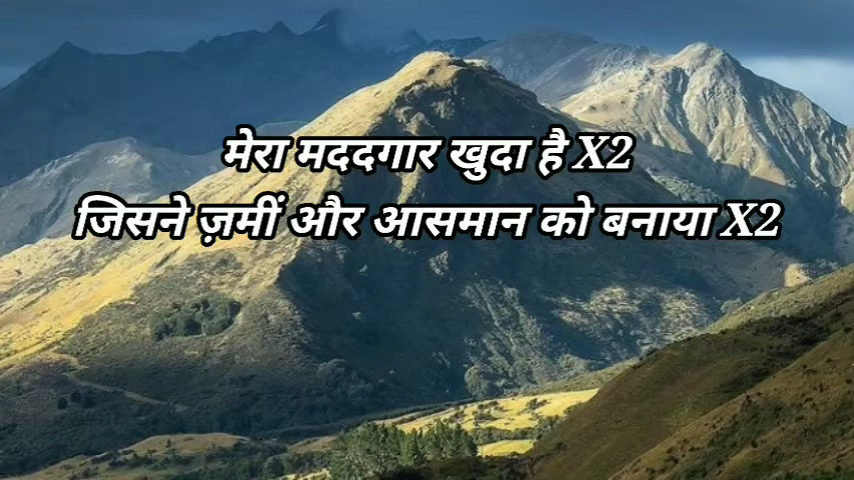 मेरा मददगार खुदा है X2
जिसने ज़मीं और आसमान को बनाया X2